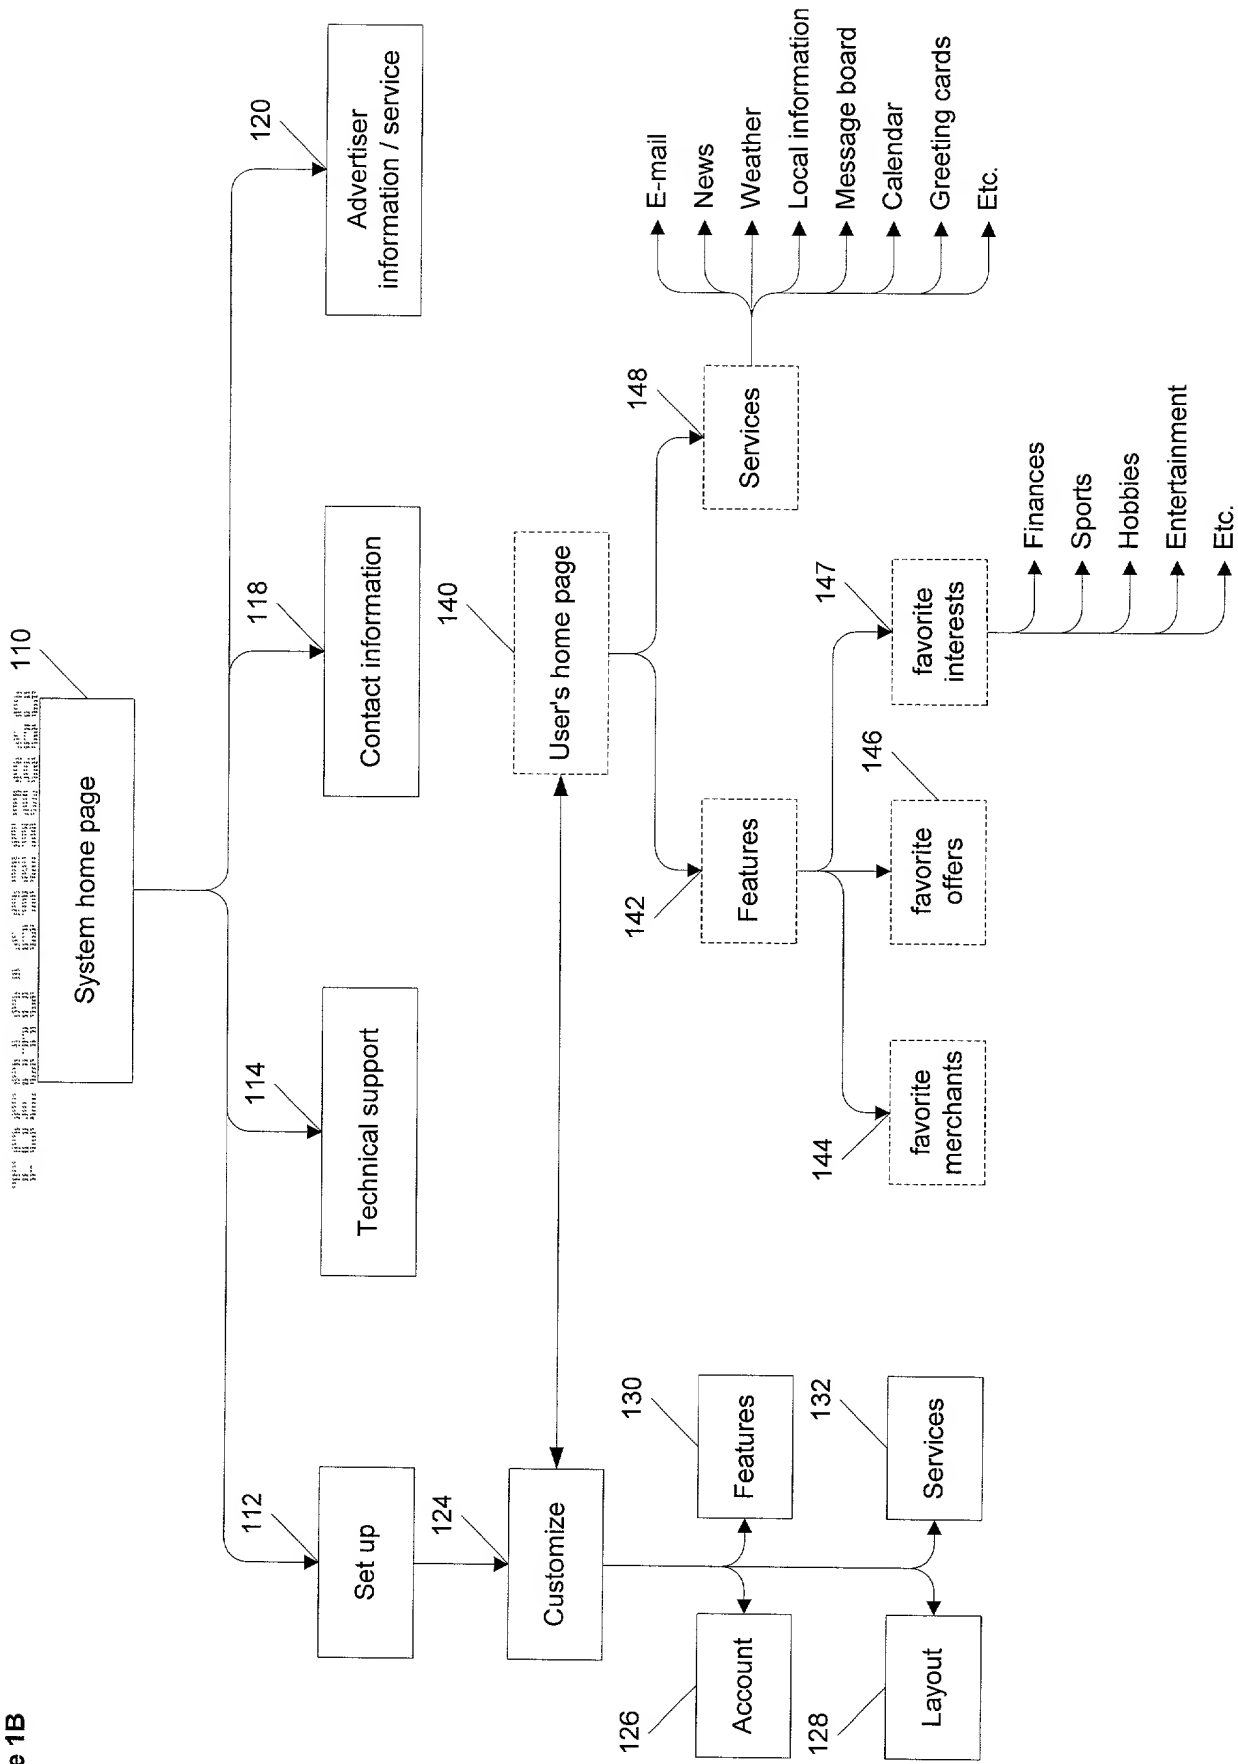 e 1B
110
System home page
112
114
118
120
Set up
Technical support
Contact information
Advertiser
information / service
124
140
Customize
User's home page
126
130
142
148
Account
Features
Features
Services
E-mail
News
Weather
Local information
Message board
Calendar
Greeting cards
Etc.
128
132
144
146
147
Layout
Services
favorite
merchants
favorite
offers
favorite
interests
Finances
Sports
Hobbies
Entertainment
Etc.